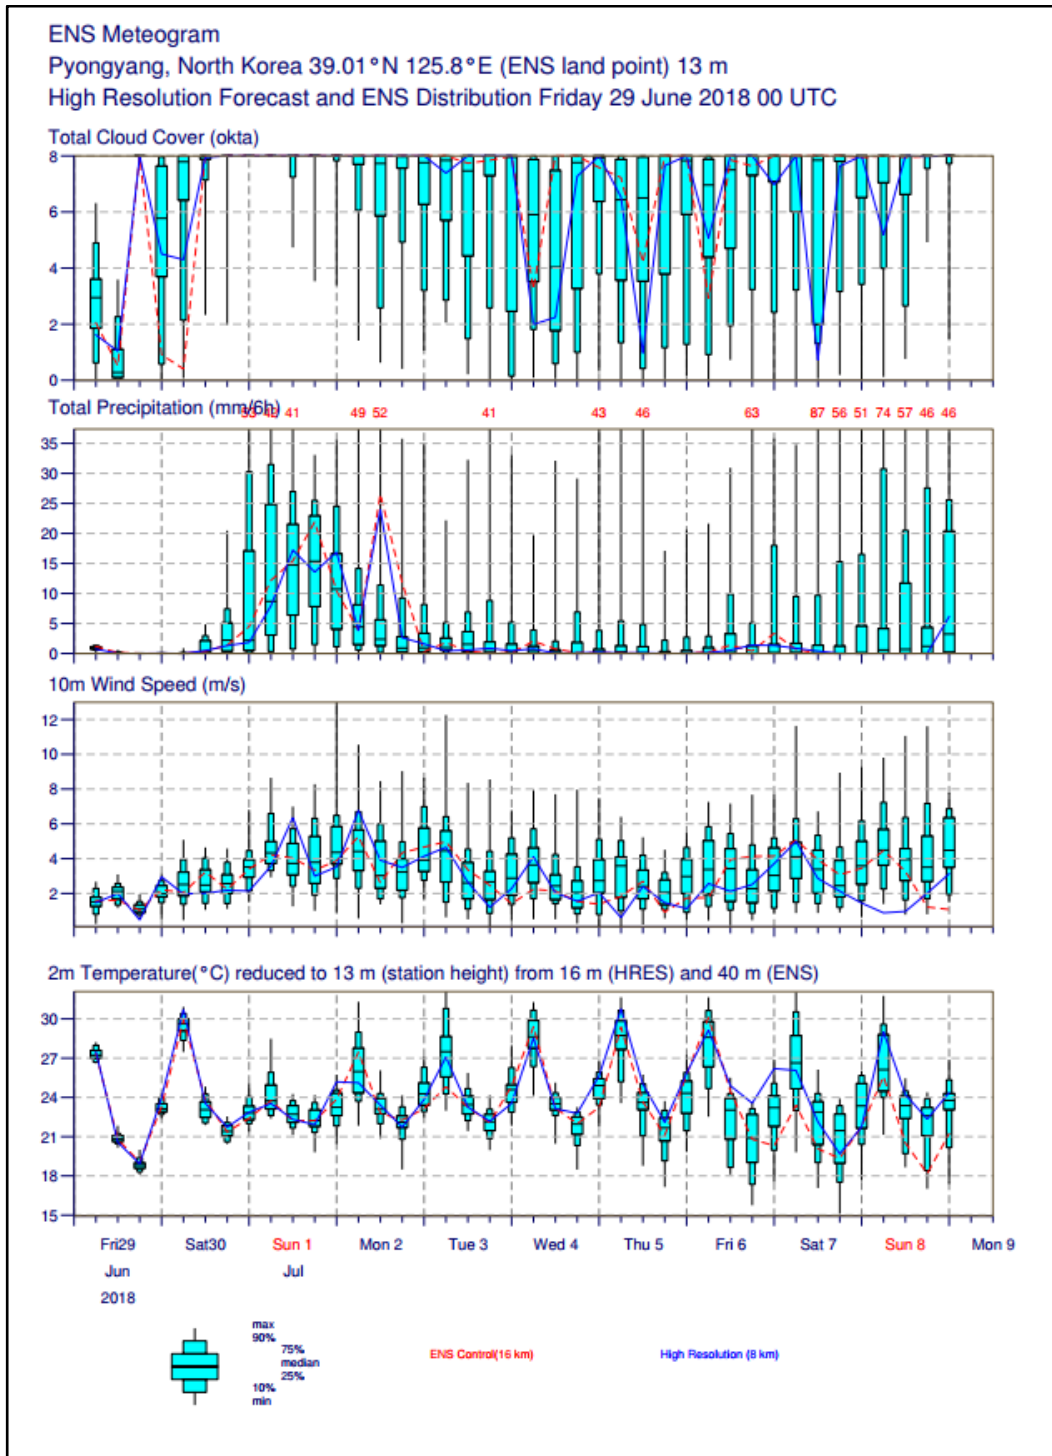 ENS Meteogram
Pyongyang, North Korea 39.01°N 125.8°E (ENS land point) 13 m
High Resolution Forecast and ENS Distribution Friday 29 June 2018 00 UTC
Total Cloud Cover (okta)
8
6
4
2
0
Total Precipitation (mm/6h)
41 49 52 41 43 46 63 87 56 51 74 57 46 46
35
30
25
20
15
10
5
0
10m Wind Speed (m/s)
12
10
8
6
4
2
2m Temperature(°C) reduced to 13 m (station height) from 16 m (HRES) and 40 m (ENS)
30
27
24
21
18
15
Fri29 Sat30 Sun 1 Mon 2 Tue 3 Wed 4 Thu 5 Fri 6 Sat 7 Sun 8 Mon 9
Jun Jul
2018
max
90%
75%
median
25%
10%
min
ENS Control(16 km) High Resolution (8 km)